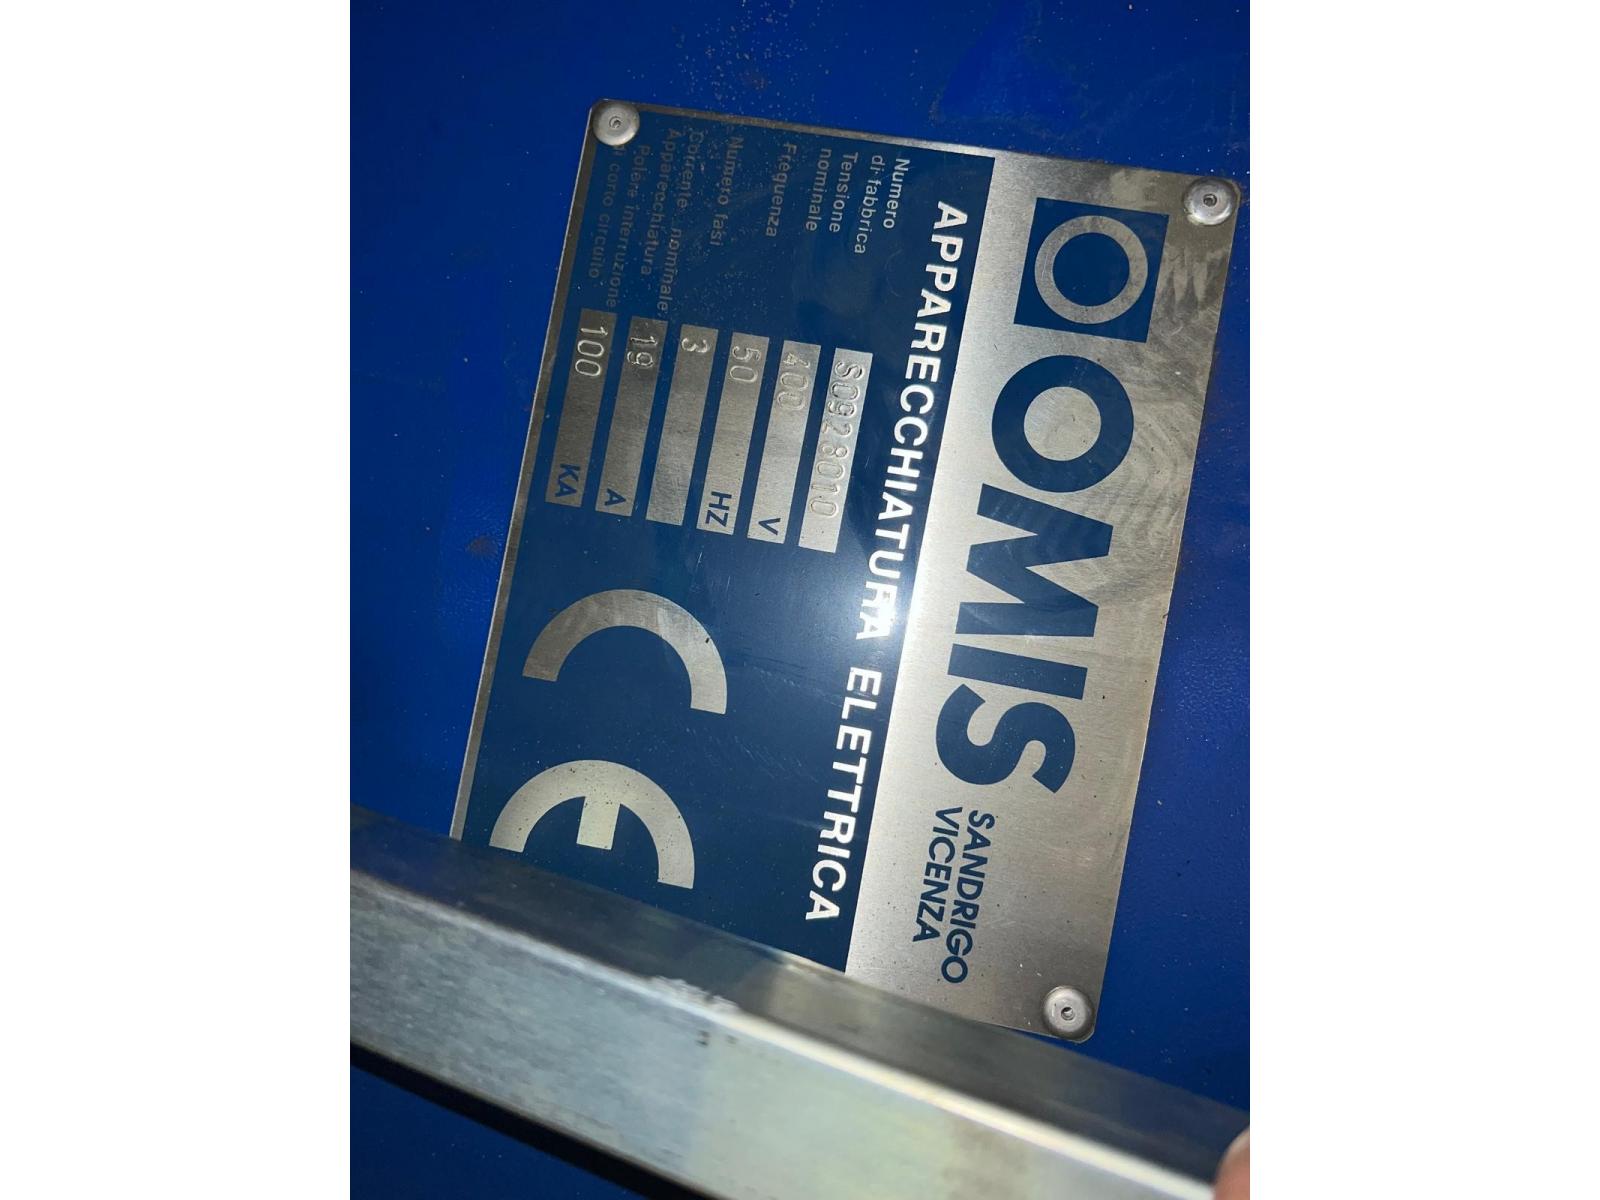 OMIS
SANDRIGO
VICENZA
APPARECCHIATURA ELETTRICA
Numero
di fabbrica
S0928010
Tensione
nominale
400 V
Frequenza
50 HZ
Numero fasi
3
Corrente nominale
Apparecchiatura
19 A
Potere interruzione
di corto circuito
100 KA
CE